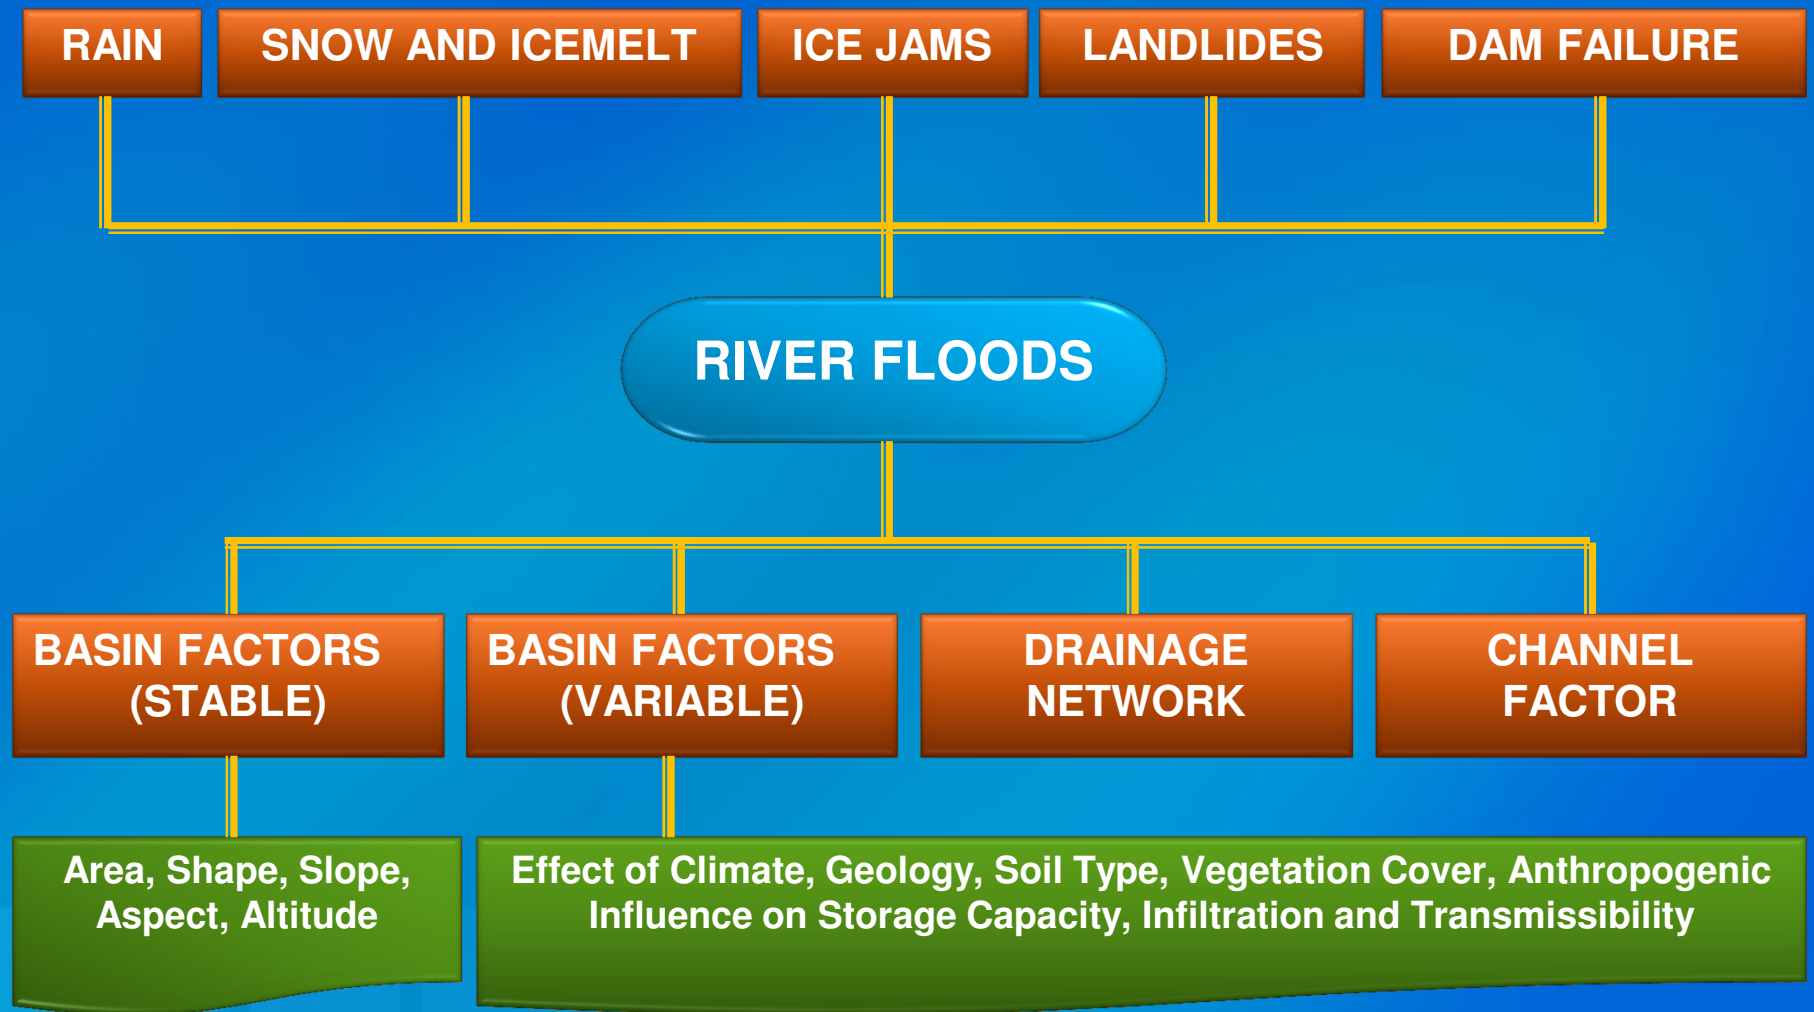 RAIN
SNOW AND ICEMELT
ICE JAMS
LANDLIDES
DAM FAILURE
RIVER FLOODS
BASIN FACTORS
(STABLE)
BASIN FACTORS
(VARIABLE)
DRAINAGE
NETWORK
CHANNEL
FACTOR
Area, Shape, Slope,
Aspect, Altitude
Effect of Climate, Geology, Soil Type, Vegetation Cover, Anthropogenic
Influence on Storage Capacity, Infiltration and Transmissibility